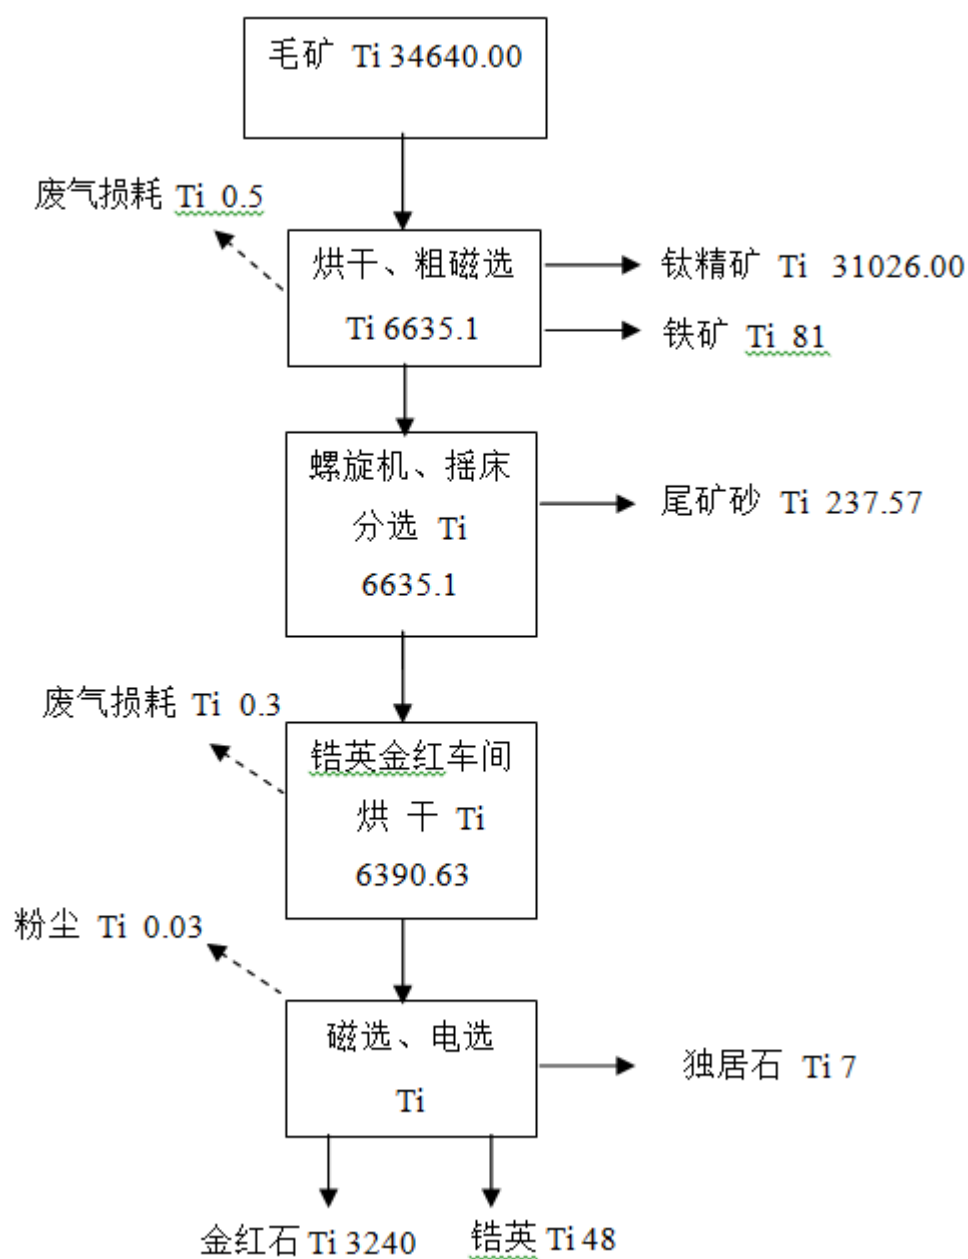 毛矿 Ti 34640.00
废气损耗 Ti 0.5
烘干、粗磁选
Ti 6635.1
钛精矿 Ti 31026.00
铁矿 Ti 81
螺旋机、摇床
分选 Ti
6635.1
尾矿砂 Ti 237.57
废气损耗 Ti 0.3
锆英金红车间
烘 干 Ti
6390.63
粉尘 Ti 0.03
磁选、电选
Ti
独居石 Ti 7
金红石 Ti 3240
锆英 Ti 48